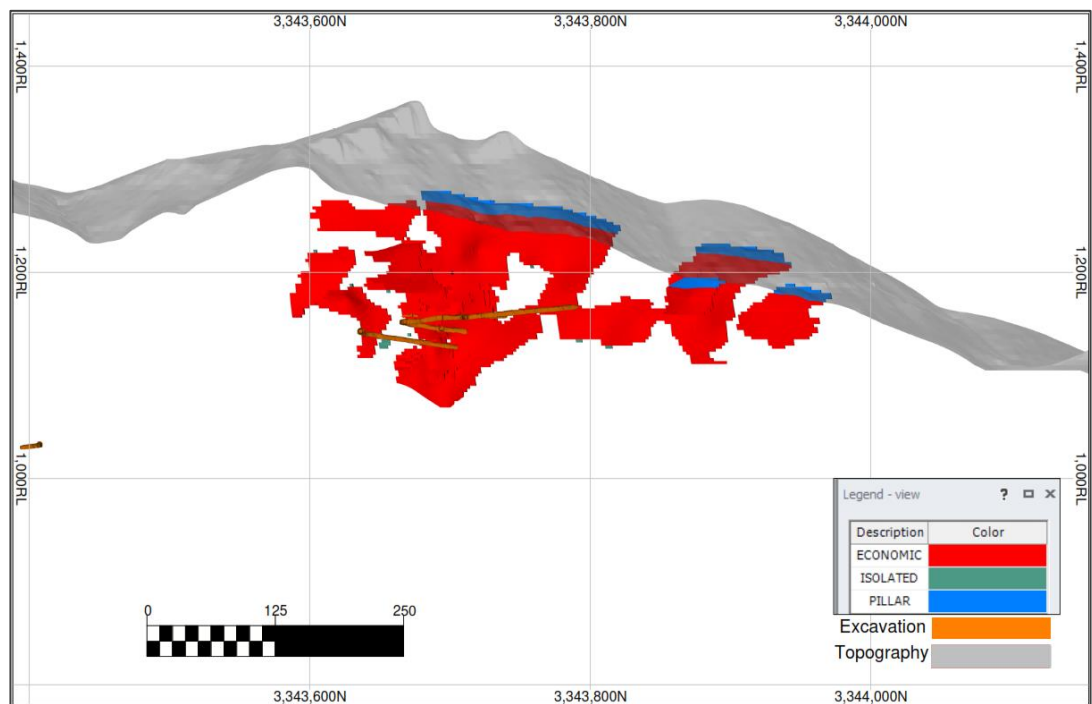 3,343,600N 3,343,800N 3,344,000N
1,400RL 1,400RL
1,200RL 1,200RL
1,000RL 1,000RL
Legend - view ? X
Description Color
ECONOMIC
ISOLATED
PILLAR
Excavation
Topography
0 125 250
3,343,600N 3,343,800N 3,344,000N